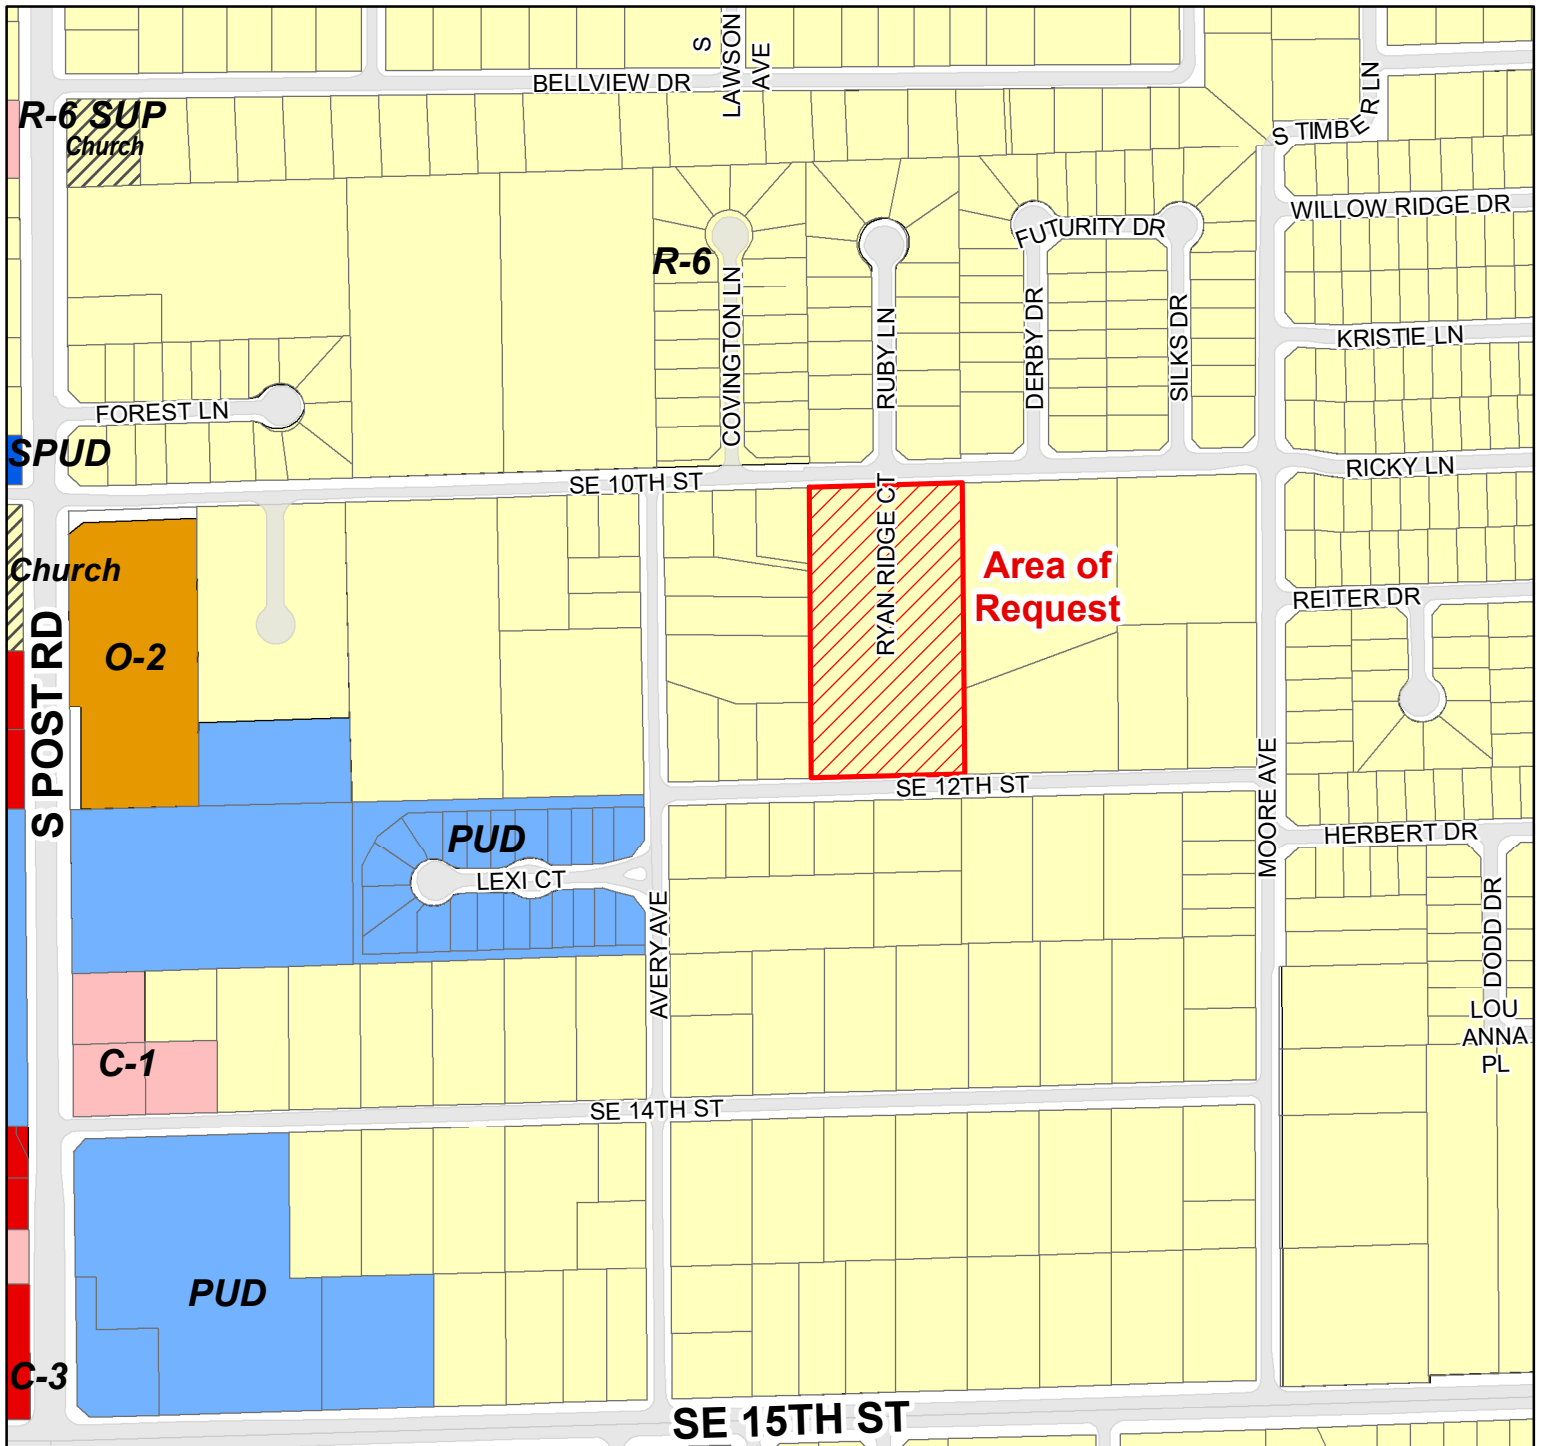 S
LAWSON
AVE
BELLVIEW DR
R-6 SUP
Church
S TIMBER LN
WILLOW RIDGE DR
FUTURITY DR
R-6
COVINGTON LN
RUBY LN
DERBY DR
SILKS DR
KRISTIE LN
FOREST LN
SPUD
RICKY LN
SE 10TH ST
RYAN RIDGE CT
Area of
Request
Church
O-2
REITER DR
S POST RD
SE 12TH ST
MOORE AVE
PUD
HERBERT DR
LEXI CT
AVERY AVE
DODD DR
LOU
ANNA
PL
C-1
SE 14TH ST
PUD
C-3
SE 15TH ST